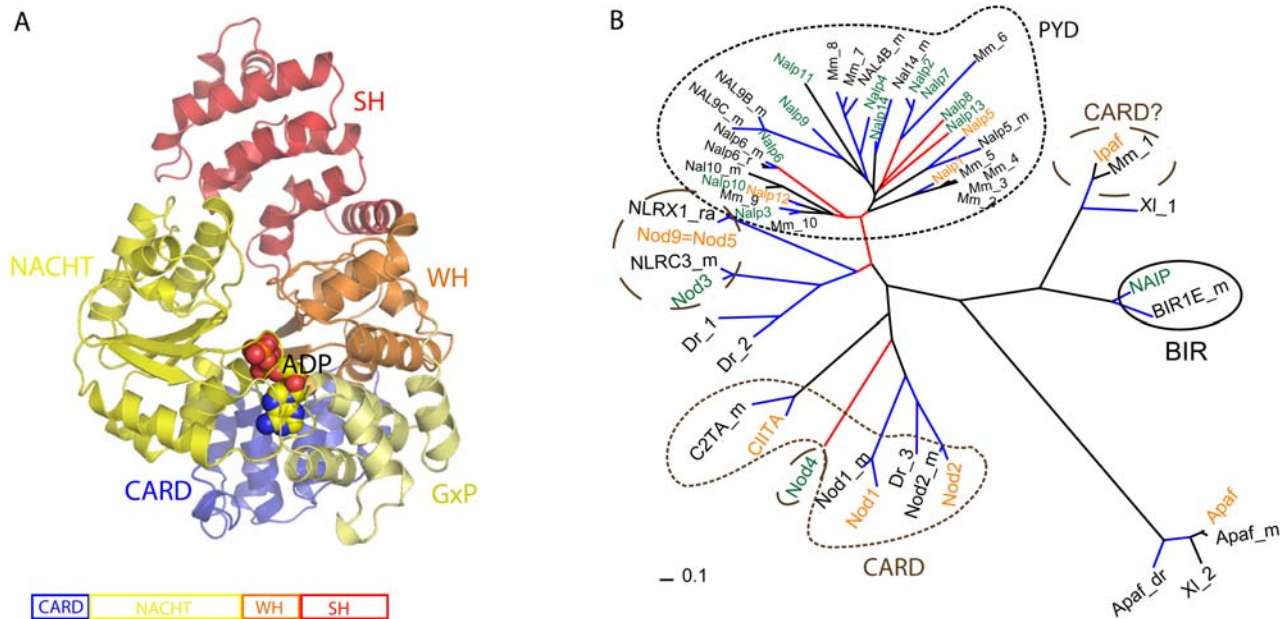 A
SH
NACHT
WH
ADP
CARD
GxP
CARD NACHT WH SH
B
PYD
Mm_8
Mm_7
NAL4B_m
Nalp4
Nalp14
Nal14_m
Nalp2
Nalp7
Mm_6
Nalp11
NAL9B_m
NAL9C_m
Nalp9
Nalp8
Nalp13
Nalp5
Nalp5_m
Nalp6_m
Nalp6
Nalp6_r
Nal10_m
Nalp10
Nalp12
Mm_9
Nalp3
Mm_10
Nalp1
Mm_5
Mm_4
Mm_3
Mm_2
CARD?
Ipaf
Mm_1
Xl_1
NLRX1_ra
Nod9=Nod5
NLRC3_m
Nod3
Dr_1
Dr_2
NAIP
BIR1E_m
BIR
C2TA_m
CIITA
Nod4
Nod1_m
Nod1
Dr_3
Nod2_m
Nod2
CARD
Apaf
Apaf_m
Xl_2
Apaf_dr
0.1